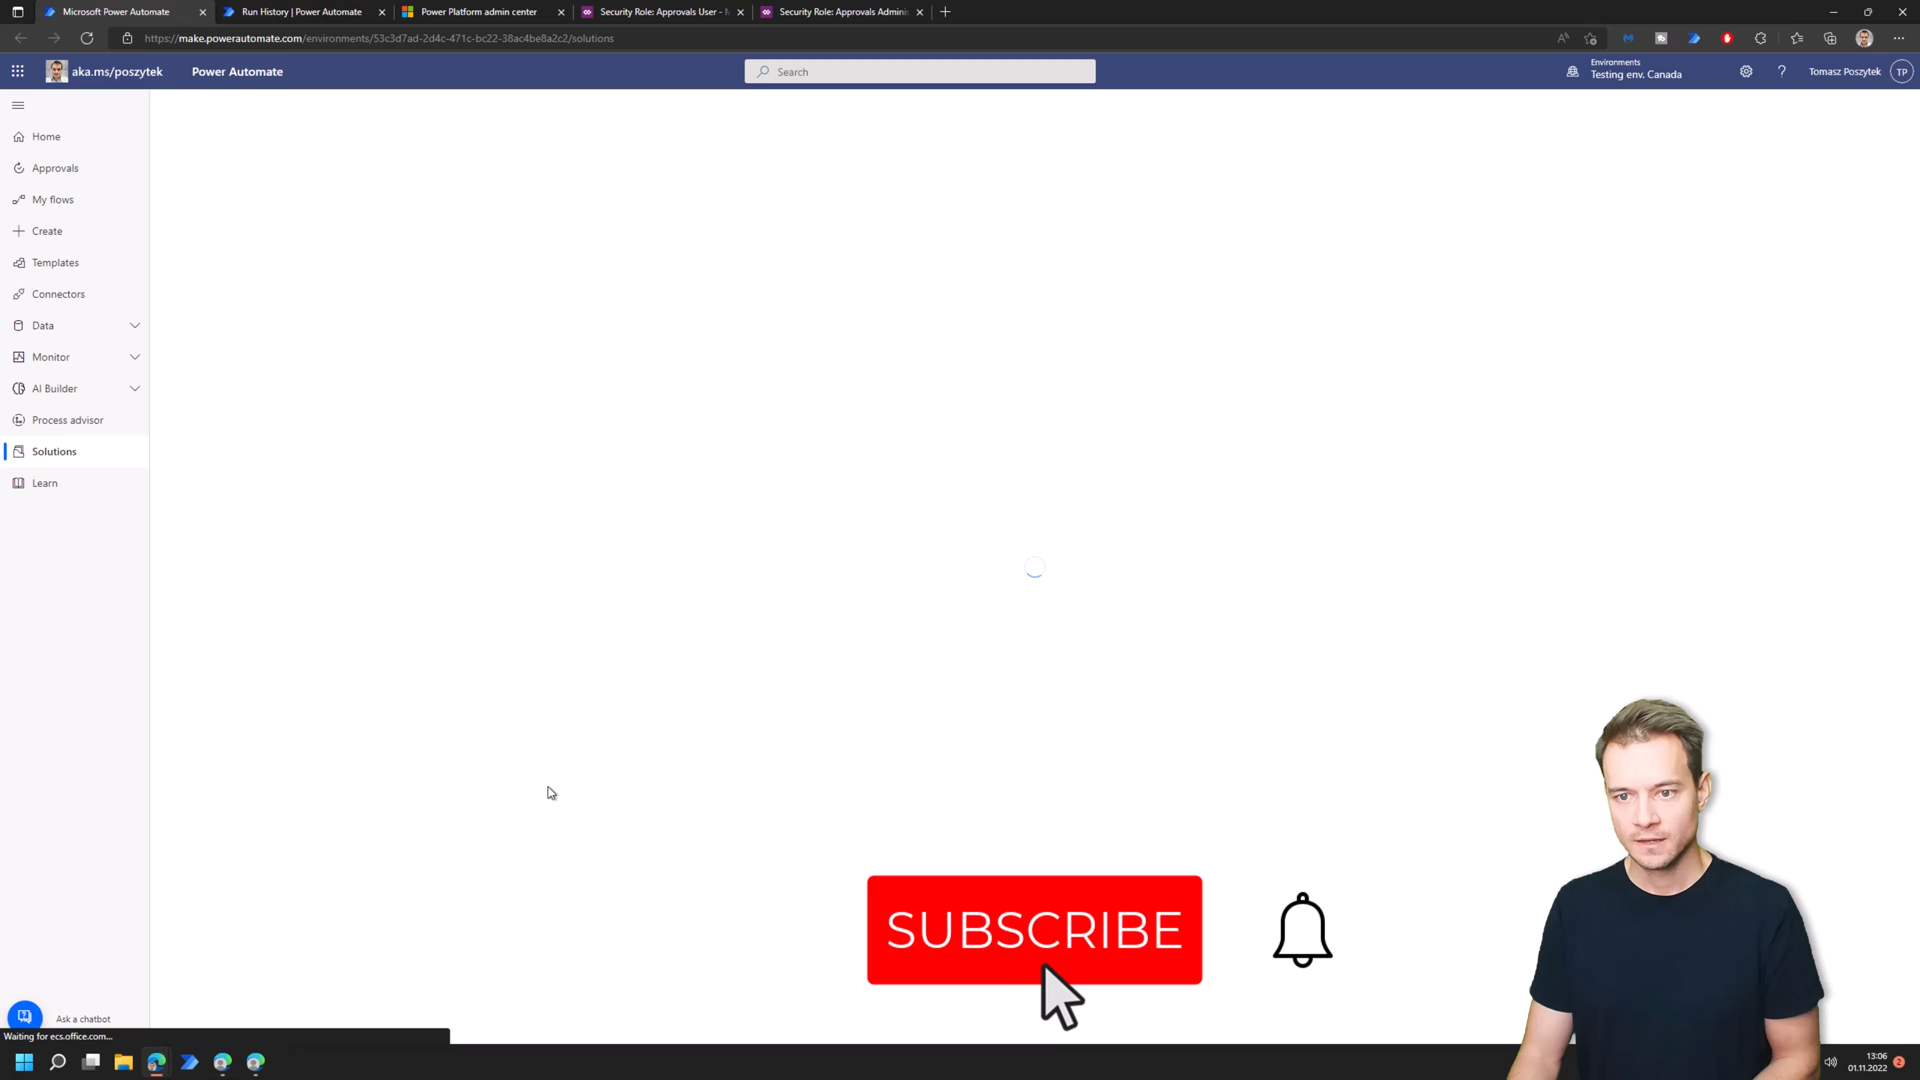 Microsoft Power Automate
Run History | Power Automate
Power Platform admin center
Security Role: Approvals User -
Security Role: Approvals Admini
https://make.powerautomate.com/environments/53c3d7ad-2d4c-471c-bc22-38ac4be8a2c2/solutions
aka.ms/poszytek
Power Automate
Search
Environments
Testing env. Canada
Tomasz Poszytek
TP
Home
Approvals
My flows
Create
Templates
Connectors
Data
Monitor
AI Builder
Process advisor
Solutions
Learn
SUBSCRIBE
Ask a chatbot
Waiting for ecs.office.com...
13:06
01.11.2022
2